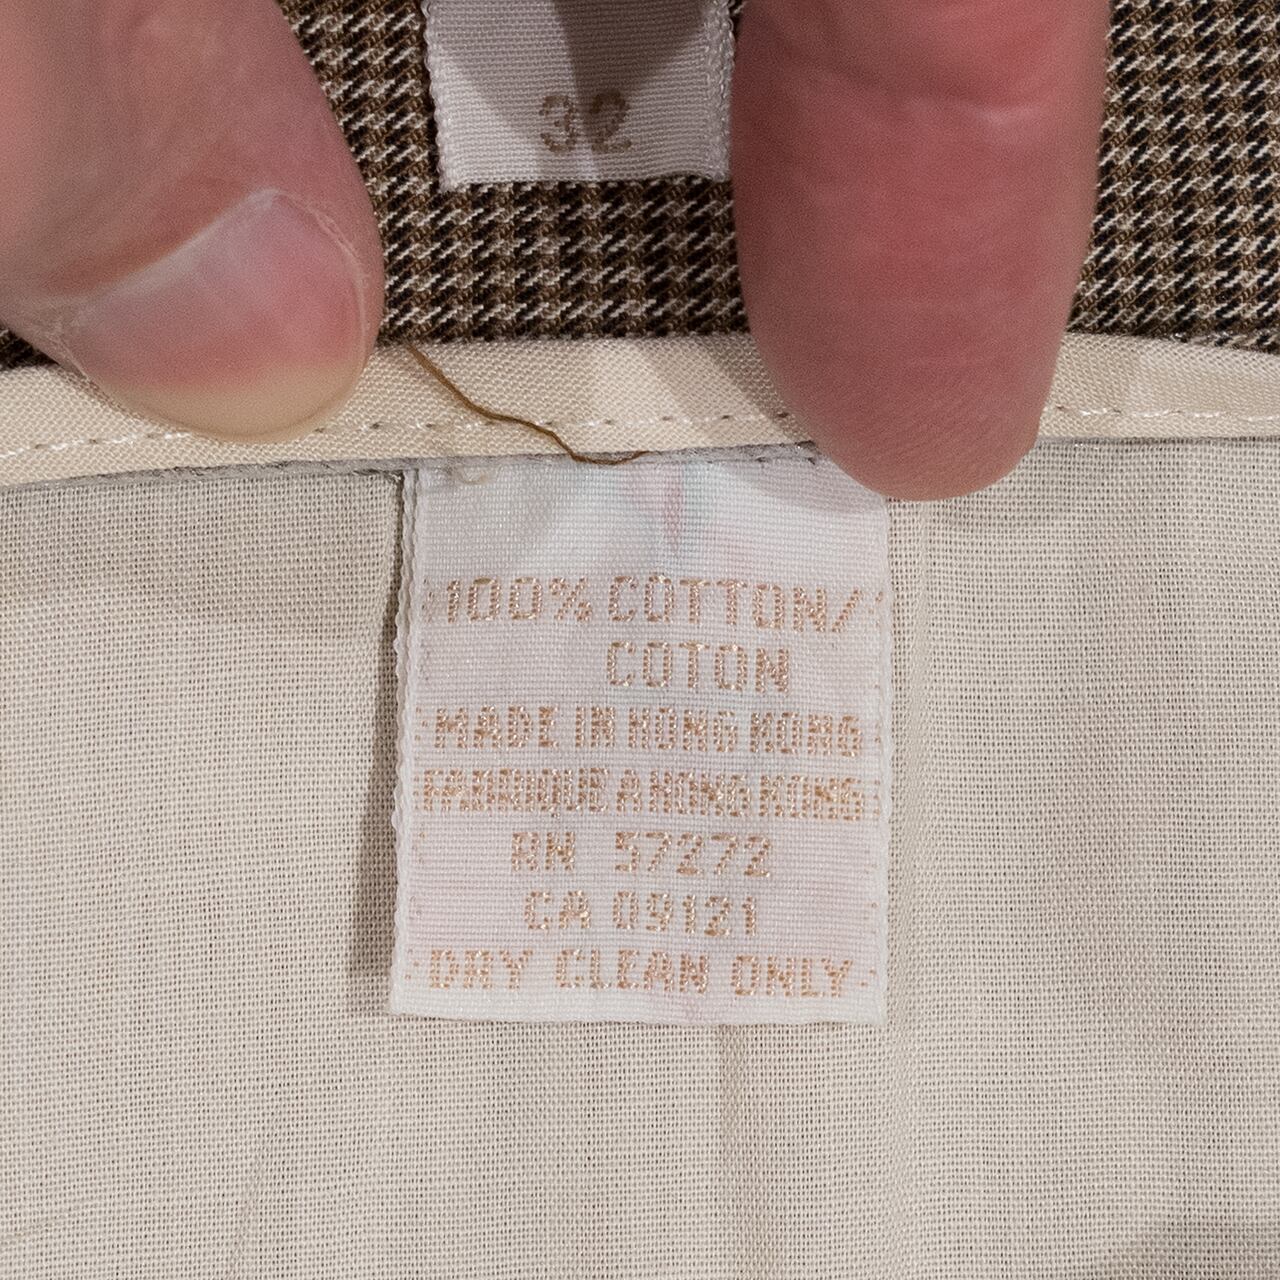 32
100% COTTON/
COTON
MADE IN HONG KONG
FABRIQUE A HONG KONG
RN 57272
CA 09121
DRY CLEAN ONLY